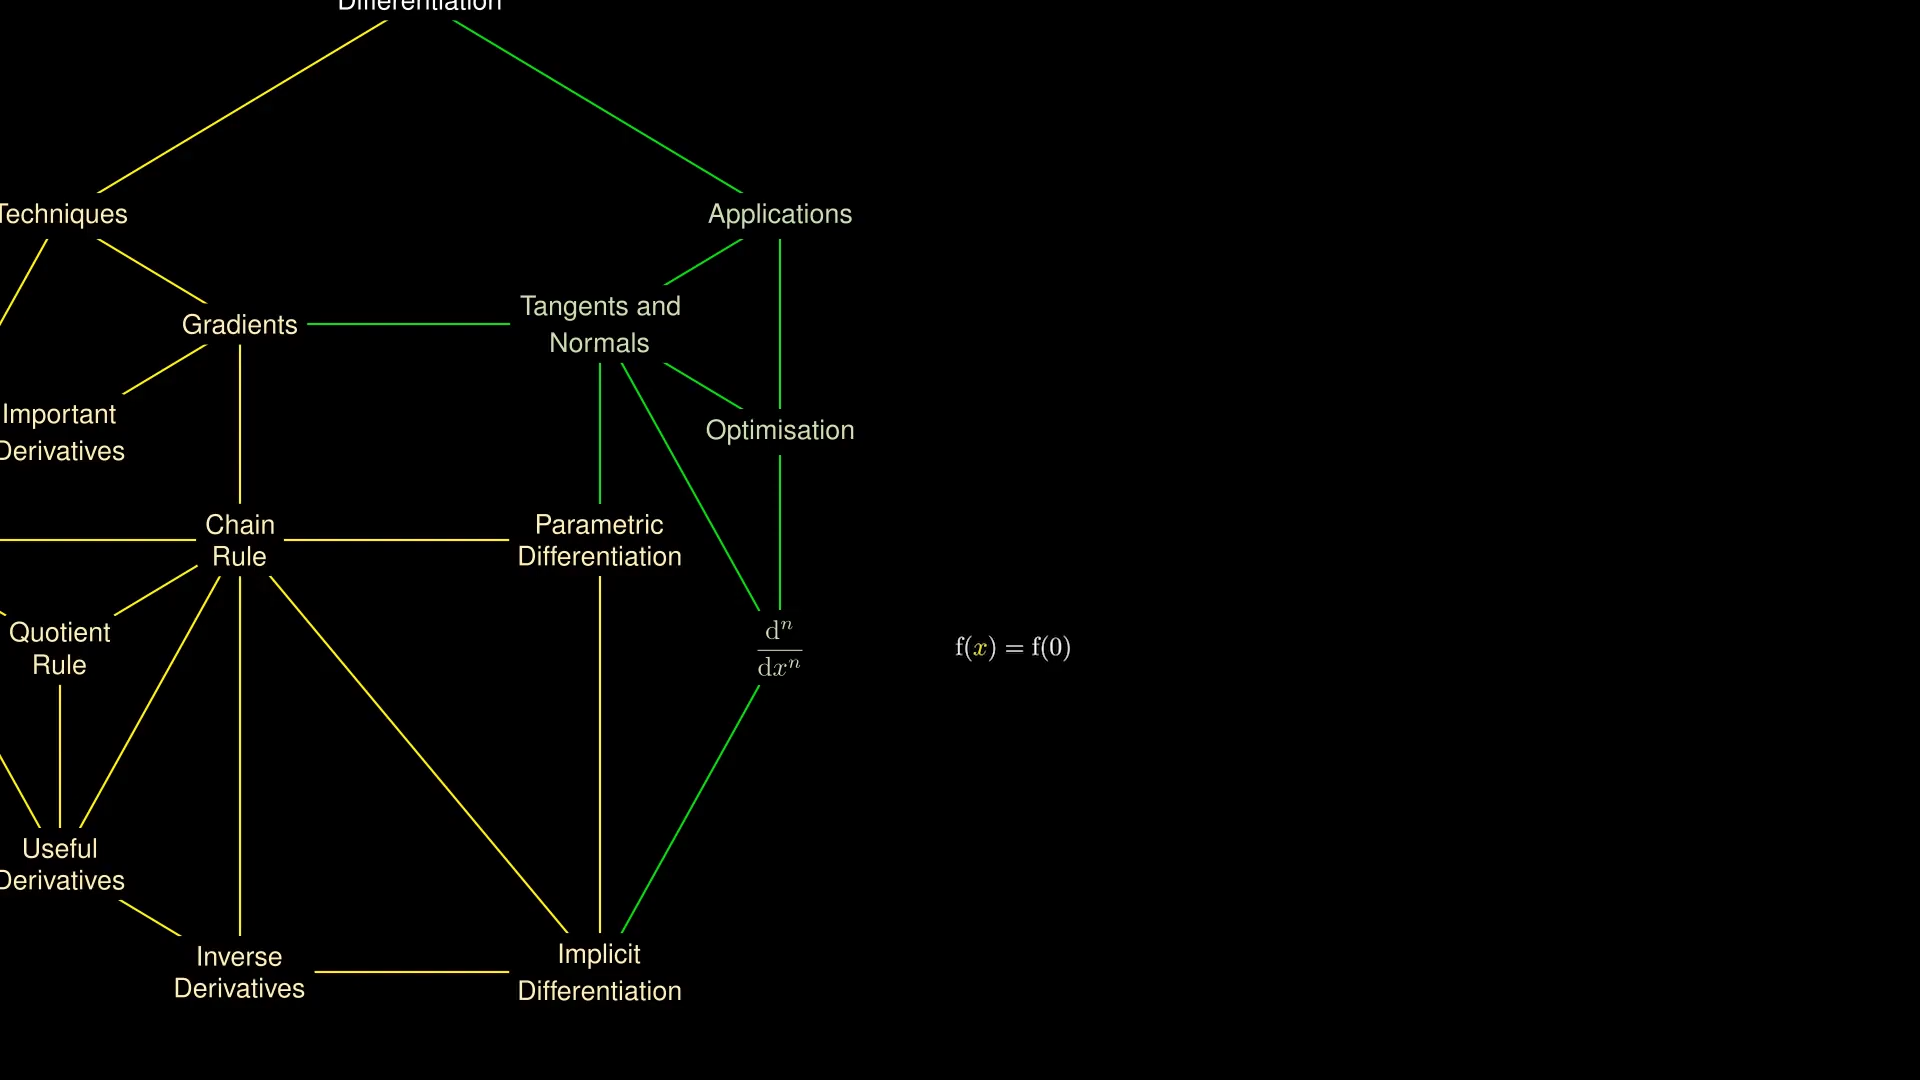 Differentiation
Techniques
Applications
Gradients
Tangents and
Normals
Important
Derivatives
Optimisation
Chain
Rule
Parametric
Differentiation
Quotient
Rule
dⁿ
dxⁿ
f(x) = f(0)
Useful
Derivatives
Inverse
Derivatives
Implicit
Differentiation